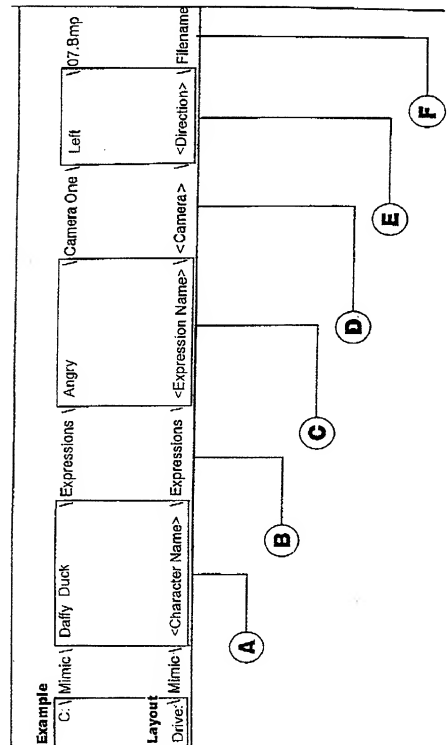 Example
C: \ Mimic \ Daffy Duck \ Expressions \ Angry \ Camera One \ Left \ 07.Bmp
Layout
Drive: \ Mimic \ <Character Name> \ Expressions \ <Expression Name> \ <Camera> \ <Direction> \ Filename
A
B
C
D
E
F